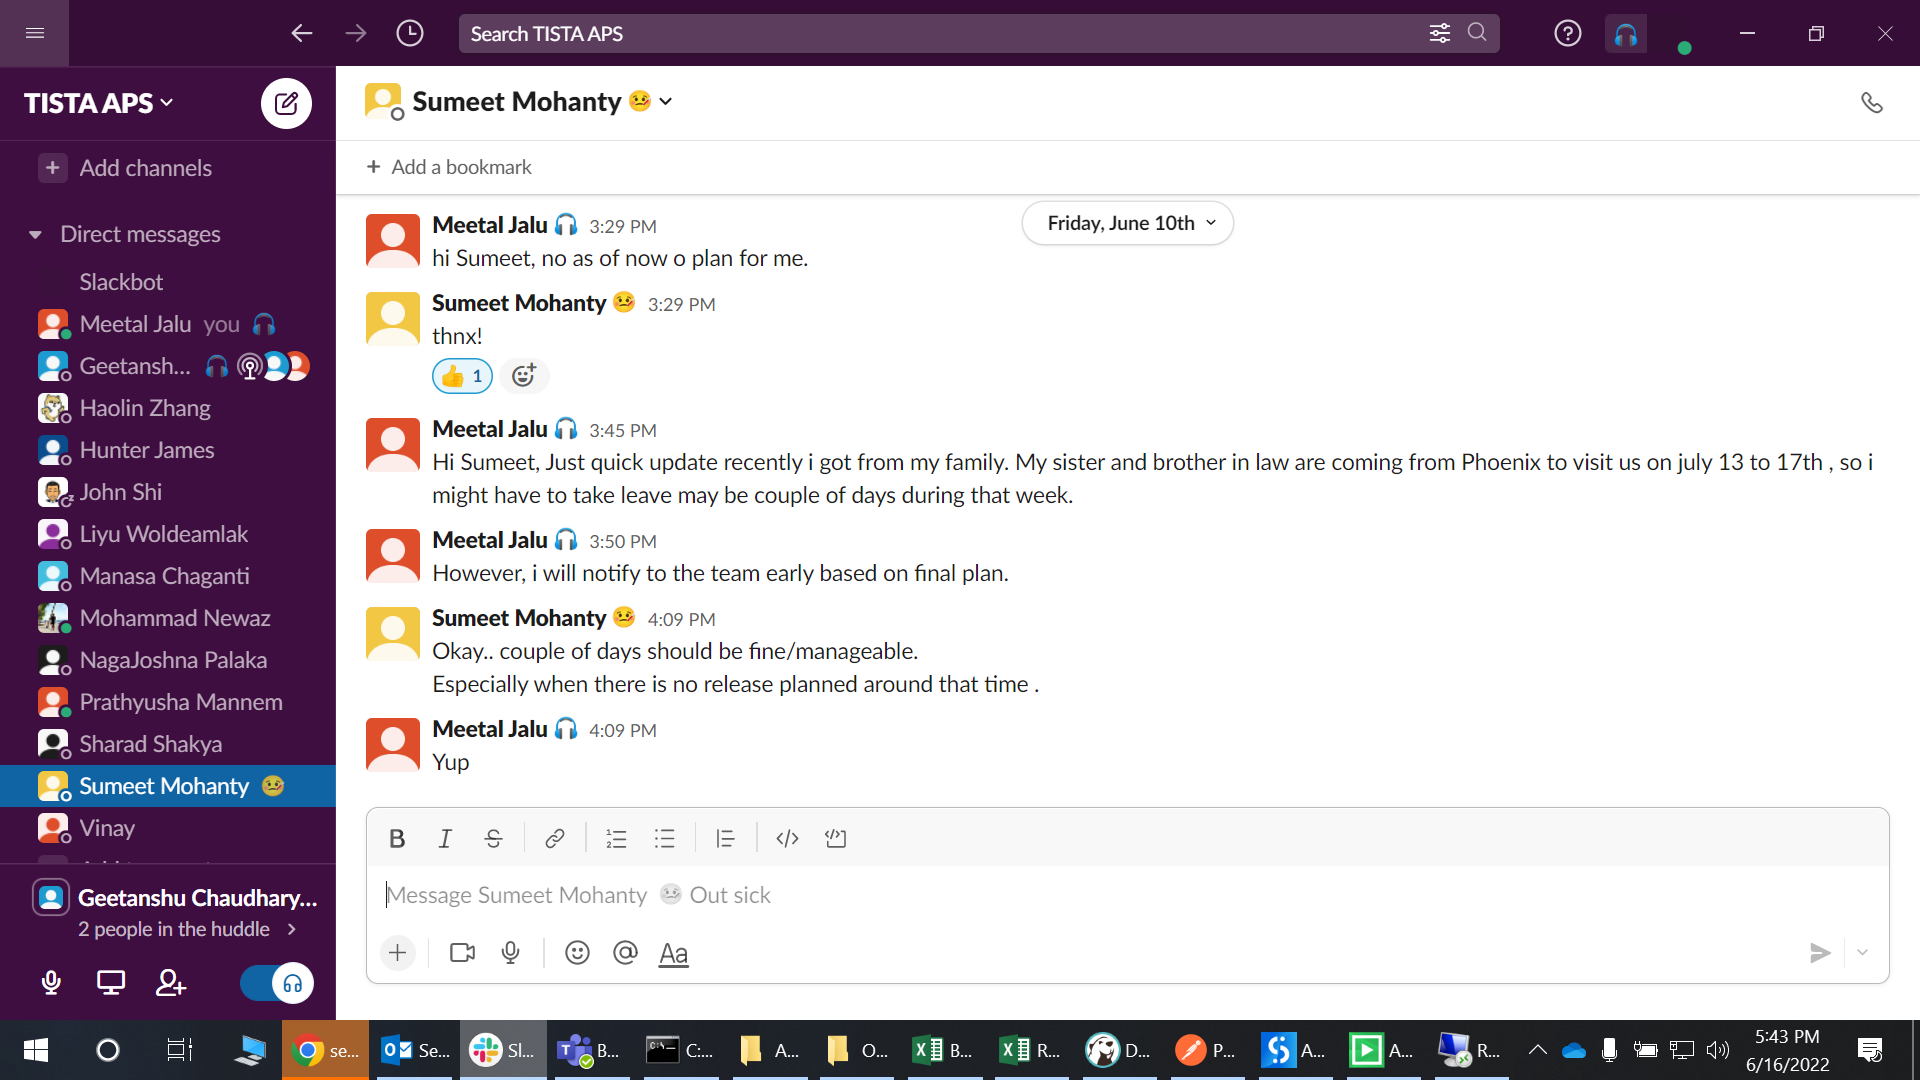 Search TISTA APS
TISTA APS
Add channels
Direct messages
Slackbot
Meetal Jalu you
Geetansh...
Haolin Zhang
Hunter James
John Shi
Liyu Woldeamlak
Manasa Chaganti
Mohammad Newaz
NagaJoshna Palaka
Prathyusha Mannem
Sharad Shakya
Sumeet Mohanty
Vinay
Geetanshu Chaudhary...
2 people in the huddle
Sumeet Mohanty
+ Add a bookmark
Friday, June 10th
Meetal Jalu 3:29 PM
hi Sumeet, no as of now o plan for me.
Sumeet Mohanty 3:29 PM
thnx!
1
Meetal Jalu 3:45 PM
Hi Sumeet, Just quick update recently i got from my family. My sister and brother in law are coming from Phoenix to visit us on july 13 to 17th , so i
might have to take leave may be couple of days during that week.
Meetal Jalu 3:50 PM
However, i will notify to the team early based on final plan.
Sumeet Mohanty 4:09 PM
Okay.. couple of days should be fine/manageable.
Especially when there is no release planned around that time .
Meetal Jalu 4:09 PM
Yup
B I S
Message Sumeet Mohanty Out sick
@ Aa
se... Se... Sl... B... C:... A... O... B... R... D... P... A... A... R...
5:43 PM
6/16/2022